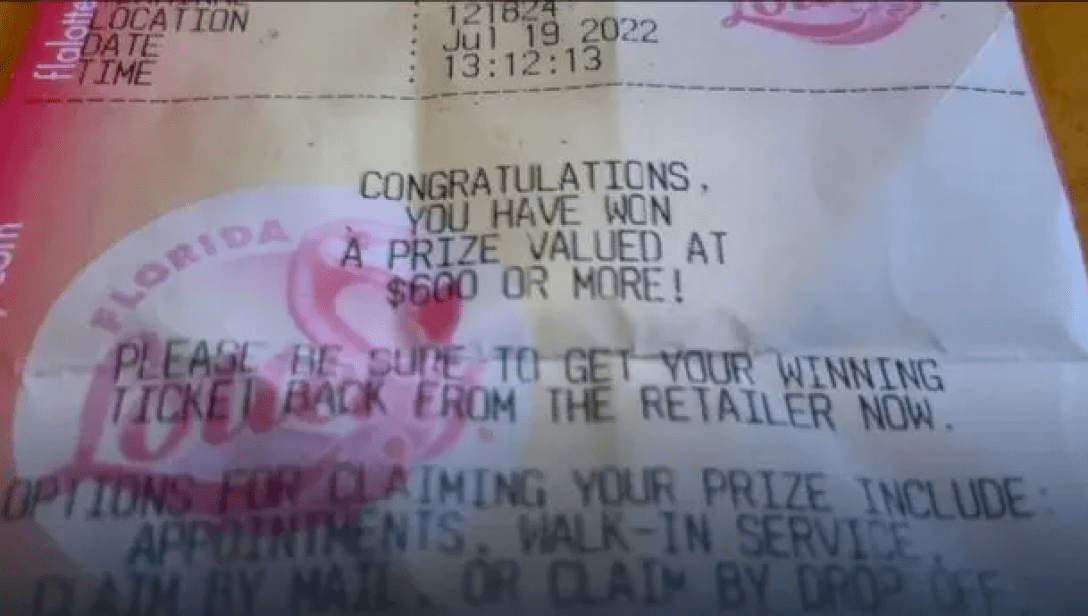 flalotte
LOCATION : 121824
DATE : Jul 19 2022
TIME : 13:12:13
CONGRATULATIONS,
YOU HAVE WON
A PRIZE VALUED AT
$600 OR MORE!
FLORIDA
PLEASE BE SURE TO GET YOUR WINNING
TICKET BACK FROM THE RETAILER NOW.
OPTIONS FOR CLAIMING YOUR PRIZE INCLUDE:
APPOINTMENTS, WALK-IN SERVICE,
CLAIM BY MAIL, OR CLAIM BY DROP OFF